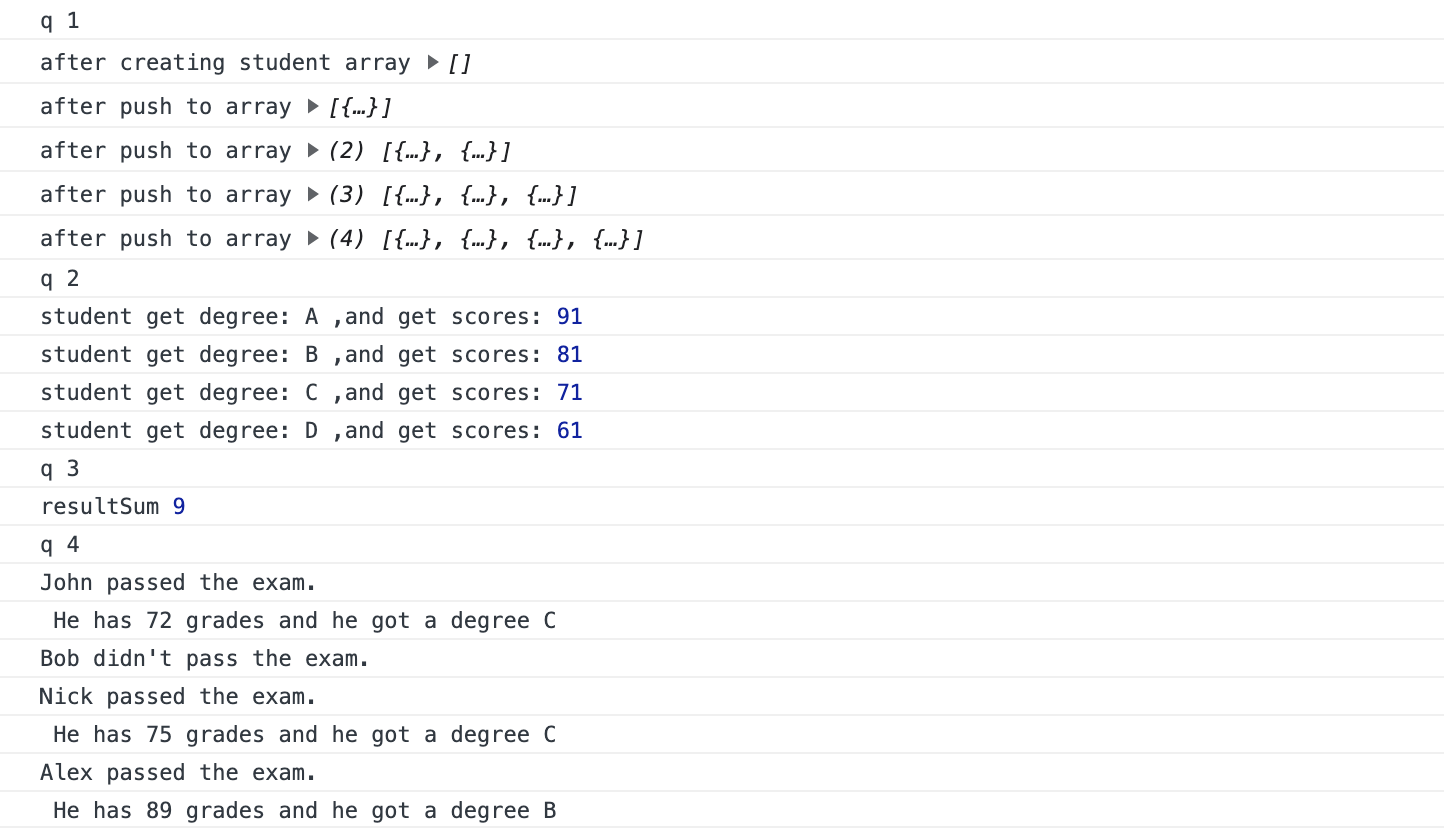 q 1
after creating student array ▶ []
after push to array ▶ [{…}]
after push to array ▶ (2) [{…}, {…}]
after push to array ▶ (3) [{…}, {…}, {…}]
after push to array ▶ (4) [{…}, {…}, {…}, {…}]
q 2
student get degree: A ,and get scores: 91
student get degree: B ,and get scores: 81
student get degree: C ,and get scores: 71
student get degree: D ,and get scores: 61
q 3
resultSum 9
q 4
John passed the exam.
He has 72 grades and he got a degree C
Bob didn't pass the exam.
Nick passed the exam.
He has 75 grades and he got a degree C
Alex passed the exam.
He has 89 grades and he got a degree B